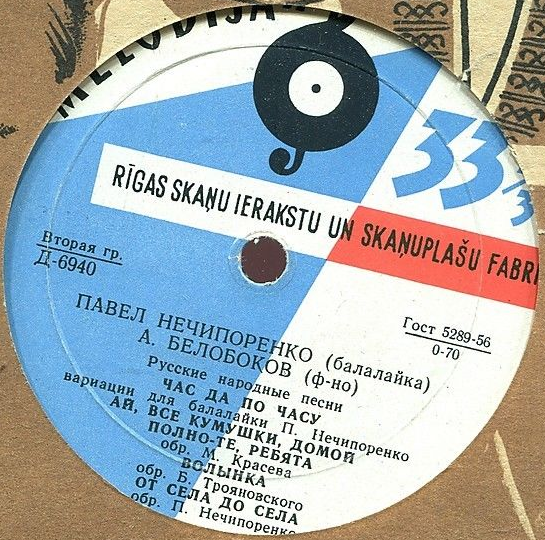 MELODIJA
33⅓
RĪGAS SKAŅU IERAKSTU UN SKAŅUPLAŠU FABRI
Вторая гр.
Д-6940
Гост 5289-56
0-70
ПАВЕЛ НЕЧИПОРЕНКО (балалайка)
А. БЕЛОБОКОВ (ф-но)
Русские народные песни
ЧАС ДА ПО ЧАСУ
вариации для балалайки П. Нечипоренко
АЙ, ВСЕ КУМУШКИ, ДОМОЙ
ПОЛНО-ТЕ, РЕБЯТА
обр. М. Красева
ВОЛЫНКА
обр. Б. Трояновского
ОТ СЕЛА ДО СЕЛА
обр. П. Нечипоренко